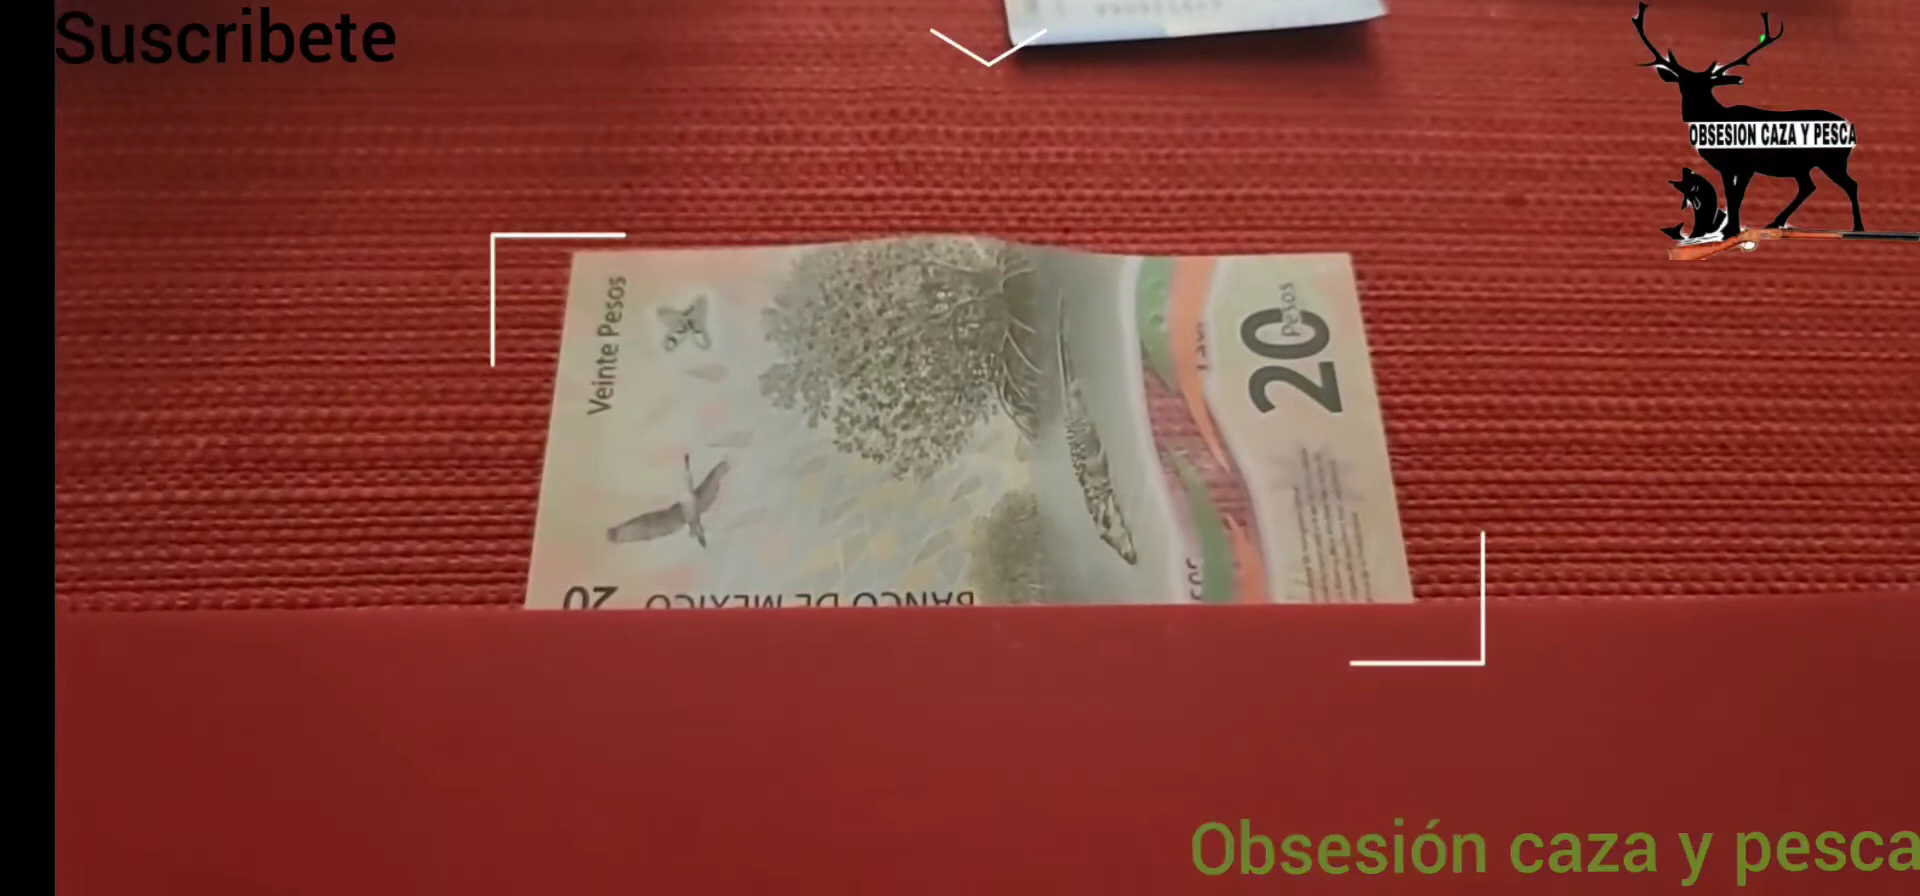 Suscribete
OBSESION CAZA Y PESCA
Veinte Pesos
20
Pesos
20
BANCO DE MEXICO
Obsesión caza y pesca